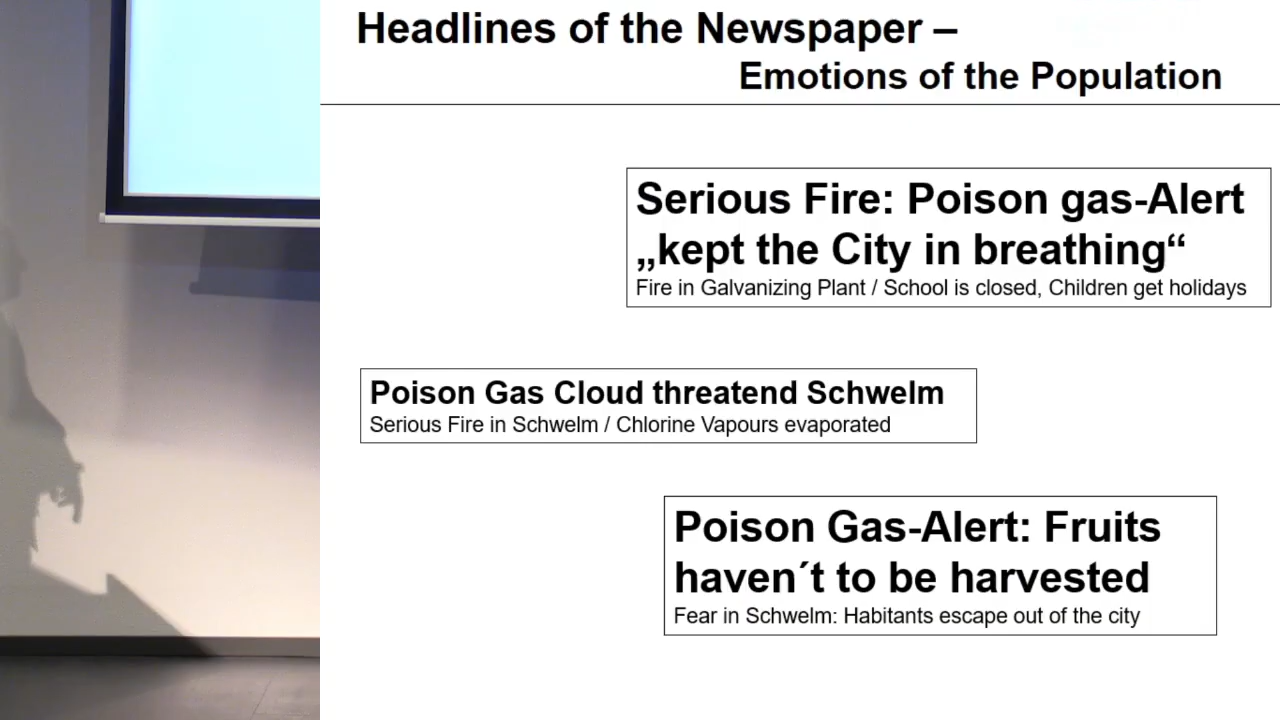 Headlines of the Newspaper –
Emotions of the Population
Serious Fire: Poison gas-Alert
„kept the City in breathing“
Fire in Galvanizing Plant / School is closed, Children get holidays
Poison Gas Cloud threatend Schwelm
Serious Fire in Schwelm / Chlorine Vapours evaporated
Poison Gas-Alert: Fruits
haven´t to be harvested
Fear in Schwelm: Habitants escape out of the city